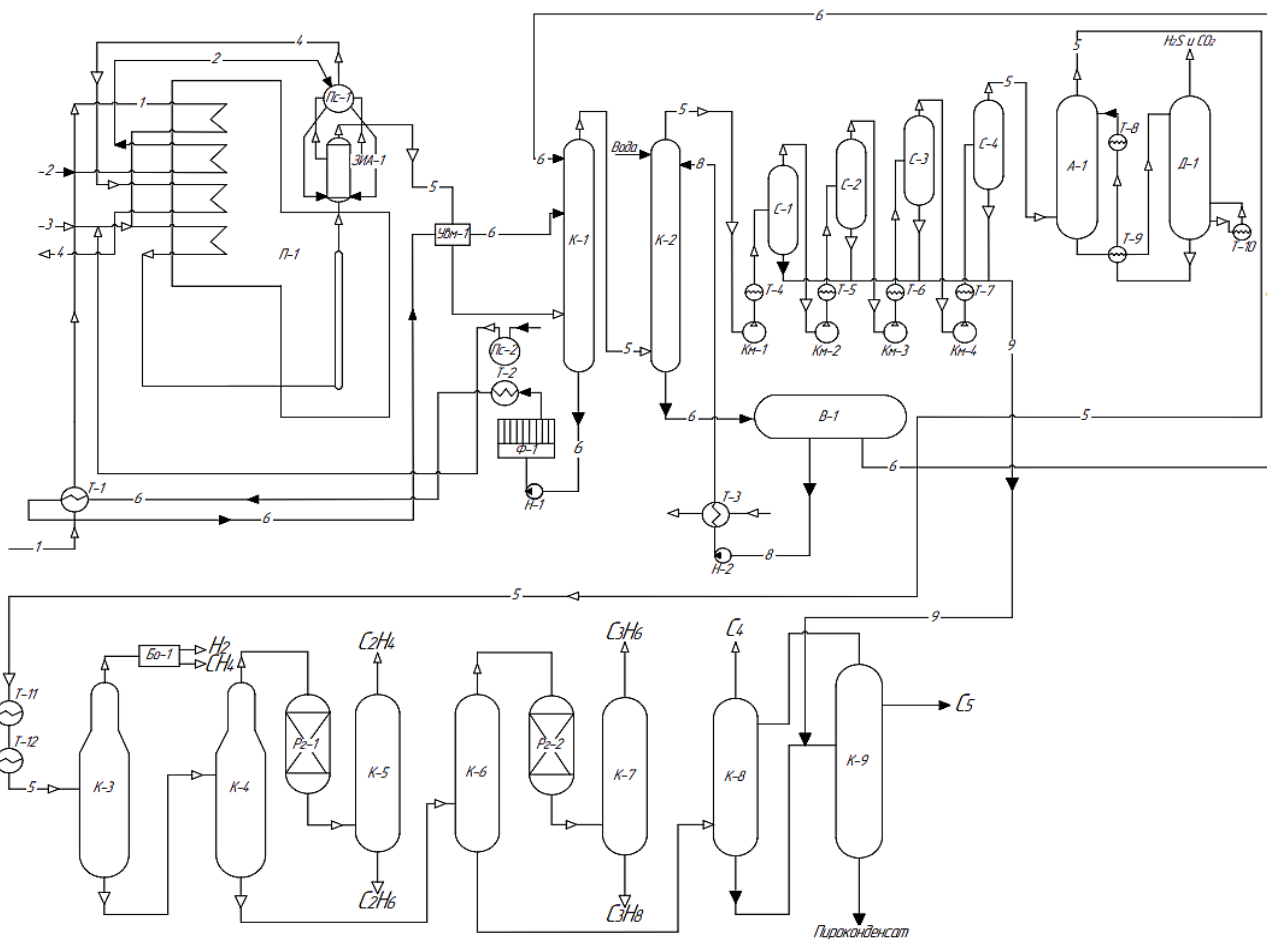 6
4
2
Пс-1
1
5
5
H₂S и CO₂
5
ЗИА-1
Вода
6
8
С-1
С-2
С-3
С-4
А-1
Т-8
Д-1
2
3
4
5
П-1
Увм-1
6
К-1
К-2
Т-9
Т-10
Т-4
Т-5
Т-6
Т-7
Км-1
Км-2
Км-3
Км-4
9
Пс-2
5
Т-2
6
В-1
5
Ф-1
6
6
Т-1
6
6
Н-1
Т-3
1
8
Н-2
5
9
Бо-1
H₂
CH₄
C₂H₄
C₃H₆
C₄
Т-11
Т-12
5
К-3
К-4
Рг-1
К-5
К-6
Рг-2
К-7
К-8
К-9
C₅
C₂H₆
C₃H₈
Пироконденсат